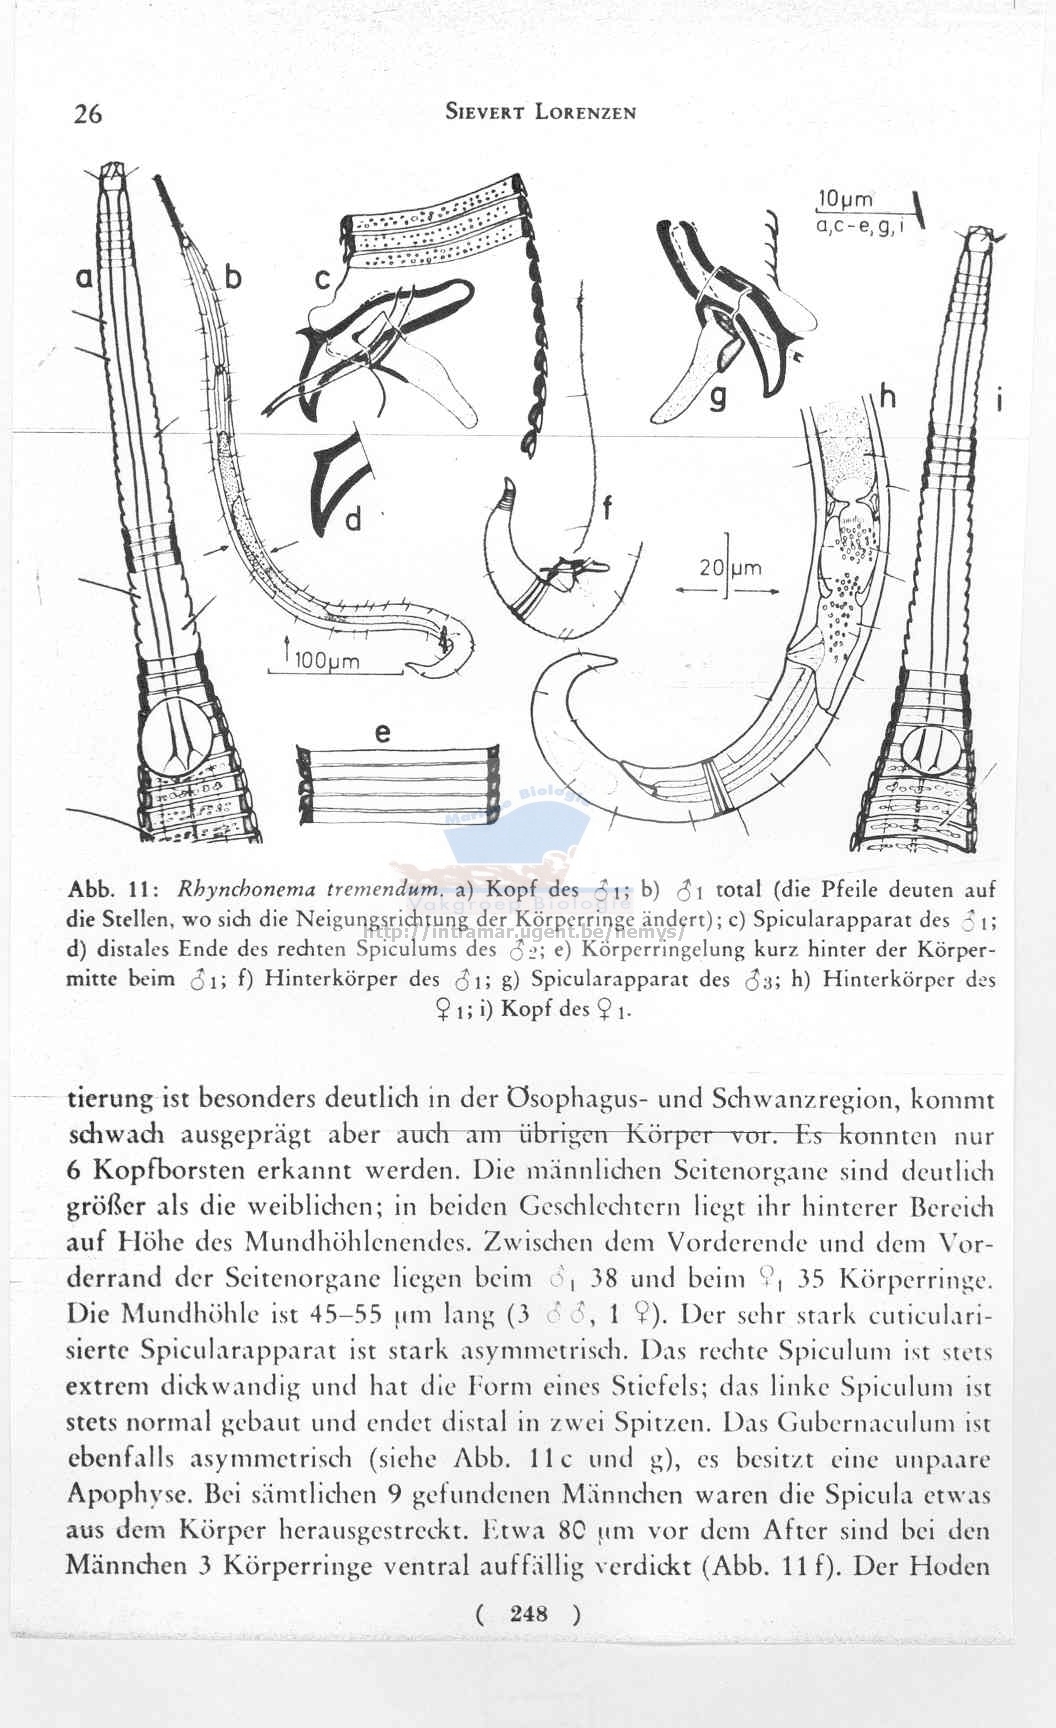 26
SIEVERT LORENZEN
a
b
c
d
e
f
g
h
i
10µm
a,c-e,g,i
20 µm
100µm
Marine Biologie
Vakgroep Biologie
http://intramar.ugent.be/nemys/
Abb. 11: Rhynchonema tremendum. a) Kopf des ♂1; b) ♂1 total (die Pfeile deuten auf
die Stellen, wo sich die Neigungsrichtung der Körperringe ändert); c) Spicularapparat des ♂1;
d) distales Ende des rechten Spiculums des ♂2; e) Körperringelung kurz hinter der Körper-
mitte beim ♂1; f) Hinterkörper des ♂1; g) Spicularapparat des ♂3; h) Hinterkörper des
♀1; i) Kopf des ♀1.
tierung ist besonders deutlich in der Ösophagus- und Schwanzregion, kommt
schwach ausgeprägt aber auch am übrigen Körper vor. Es konnten nur
6 Kopfborsten erkannt werden. Die männlichen Seitenorgane sind deutlich
größer als die weiblichen; in beiden Geschlechtern liegt ihr hinterer Bereich
auf Höhe des Mundhöhlenendes. Zwischen dem Vorderende und dem Vor-
derrand der Seitenorgane liegen beim ♂1 38 und beim ♀1 35 Körperringe.
Die Mundhöhle ist 45–55 µm lang (3 ♂♂, 1 ♀). Der sehr stark cuticulari-
sierte Spicularapparat ist stark asymmetrisch. Das rechte Spiculum ist stets
extrem dickwandig und hat die Form eines Stiefels; das linke Spiculum ist
stets normal gebaut und endet distal in zwei Spitzen. Das Gubernaculum ist
ebenfalls asymmetrisch (siehe Abb. 11c und g), es besitzt eine unpaare
Apophyse. Bei sämtlichen 9 gefundenen Männchen waren die Spicula etwas
aus dem Körper herausgestreckt. Etwa 80 µm vor dem After sind bei den
Männchen 3 Körperringe ventral auffällig verdickt (Abb. 11f). Der Hoden
( 248 )